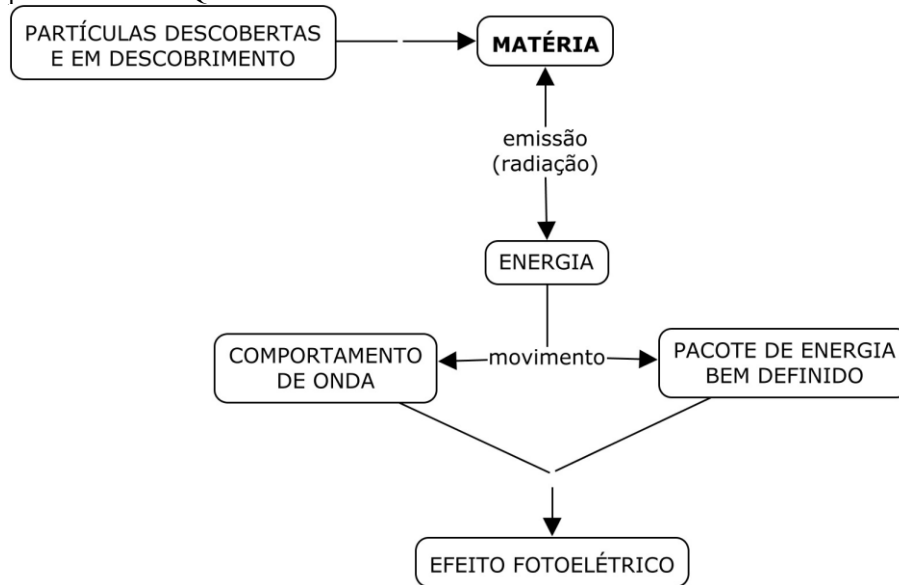 PARTÍCULAS DESCOBERTAS
E EM DESCOBRIMENTO
MATÉRIA
emissão
(radiação)
ENERGIA
COMPORTAMENTO
DE ONDA
movimento
PACOTE DE ENERGIA
BEM DEFINIDO
EFEITO FOTOELÉTRICO